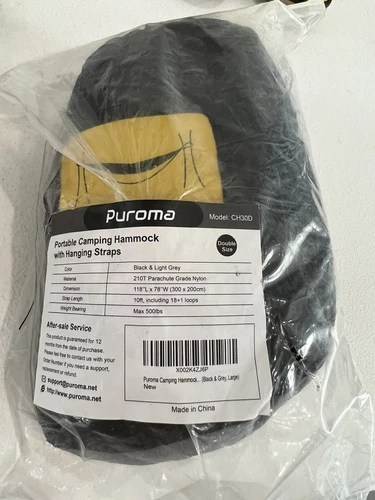 Puroma
Model: CH30D
Portable Camping Hammock
with Hanging Straps
Double
Size
Color Black & Light Grey
Material 210T Parachute Grade Nylon
Dimension 118"L x 78"W (300 x 200cm)
Strap Length 10ft, including 18+1 loops
Weight Bearing Max 500lbs
After-sale Service
This product is guaranteed for 12
months from the date of purchase.
Please feel free to contact us with your
Order Number if you need a support,
replacement or refund.
support@puroma.net
http://www.puroma.net
X002K4ZJ6P
Puroma Camping Hammock... (Black & Grey, Large)
New
Made in China